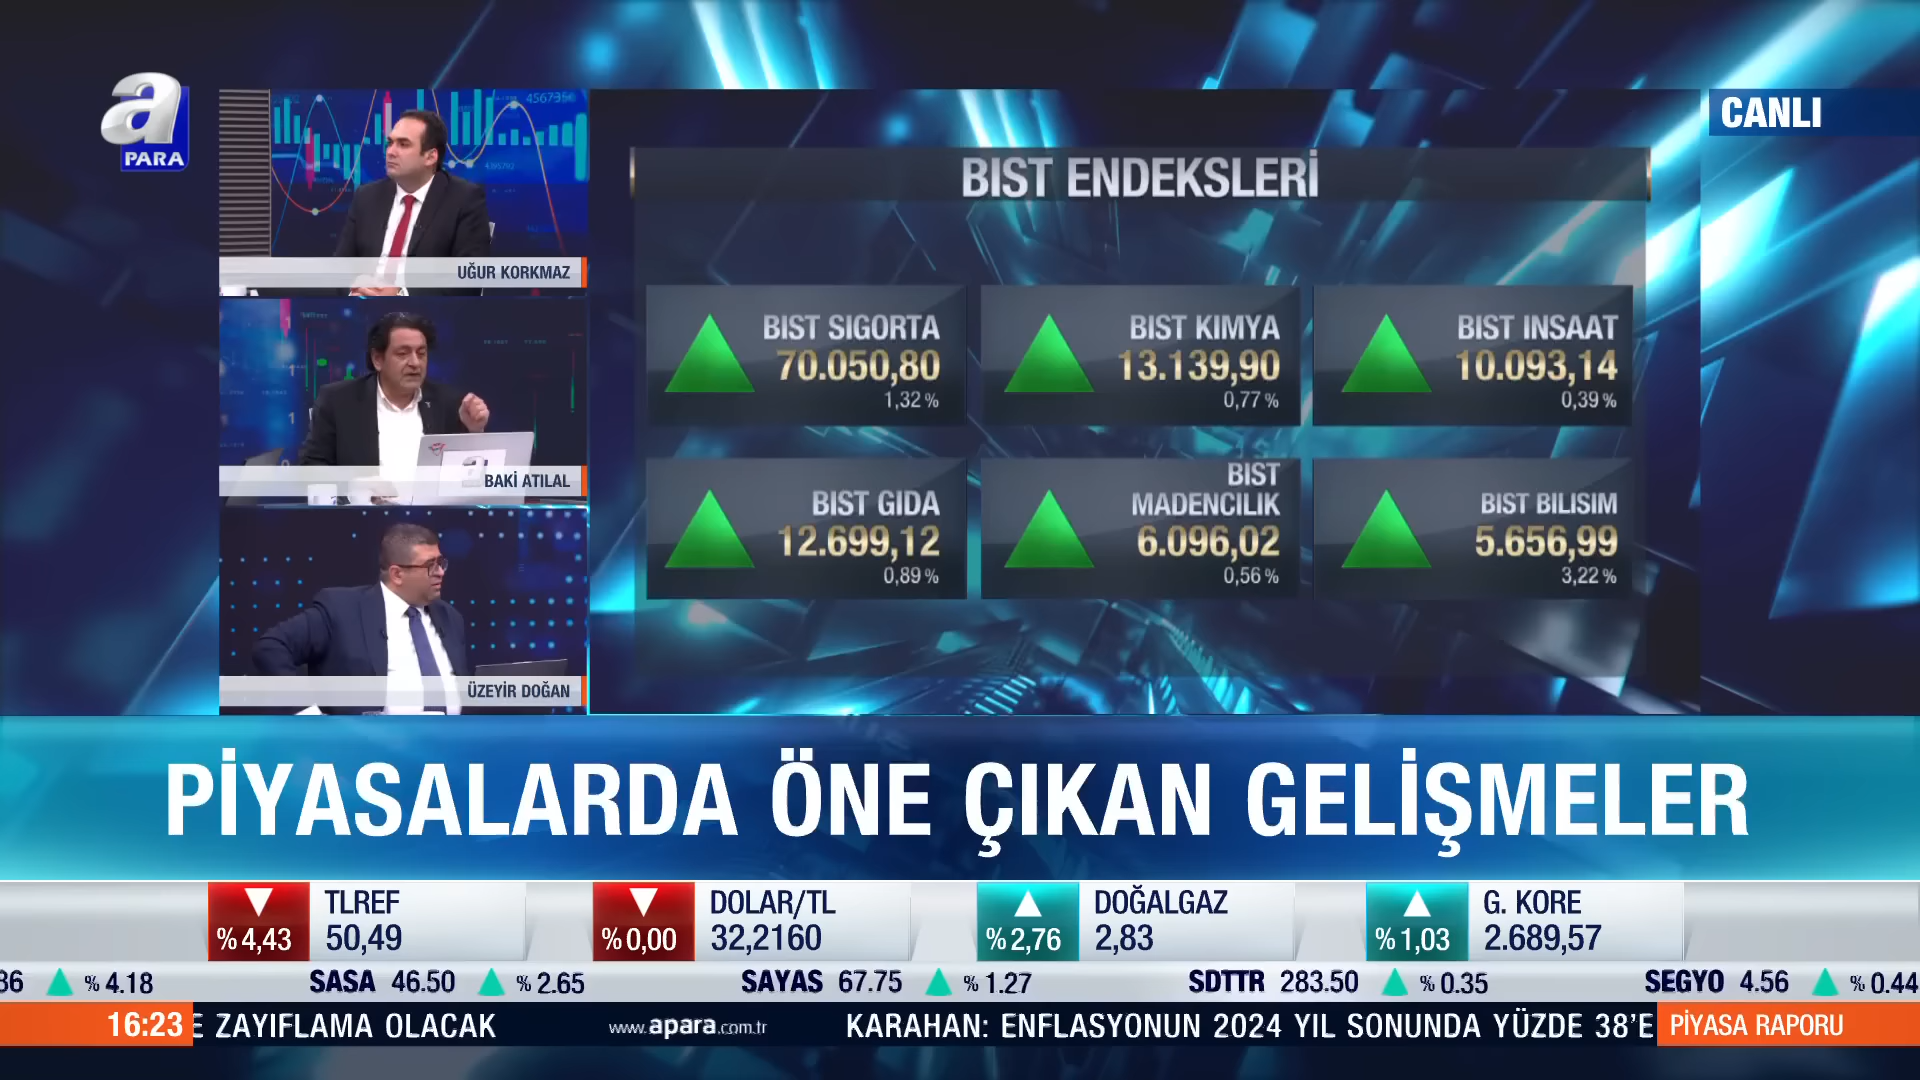 a
PARA
CANLI
4567356
4395793
UĞUR KORKMAZ
BAKİ ATILAL
ÜZEYİR DOĞAN
BIST ENDEKSLERİ
BIST SIGORTA
70.050,80
1,32 %
BIST KIMYA
13.139,90
0,77 %
BIST INSAAT
10.093,14
0,39 %
BIST GIDA
12.699,12
0,89 %
BIST
MADENCILIK
6.096,02
0,56 %
BIST BILISIM
5.656,99
3,22 %
PİYASALARDA ÖNE ÇIKAN GELİŞMELER
%4,43 TLREF 50,49
%0,00 DOLAR/TL 32,2160
%2,76 DOĞALGAZ 2,83
%1,03 G. KORE 2.689,57
36 % 4.18 SASA 46.50 % 2.65 SAYAS 67.75 % 1.27 SDTTR 283.50 % 0.35 SEGYO 4.56 % 0.44
16:23 E ZAYIFLAMA OLACAK www.apara.com.tr KARAHAN: ENFLASYONUN 2024 YIL SONUNDA YÜZDE 38'E PİYASA RAPORU